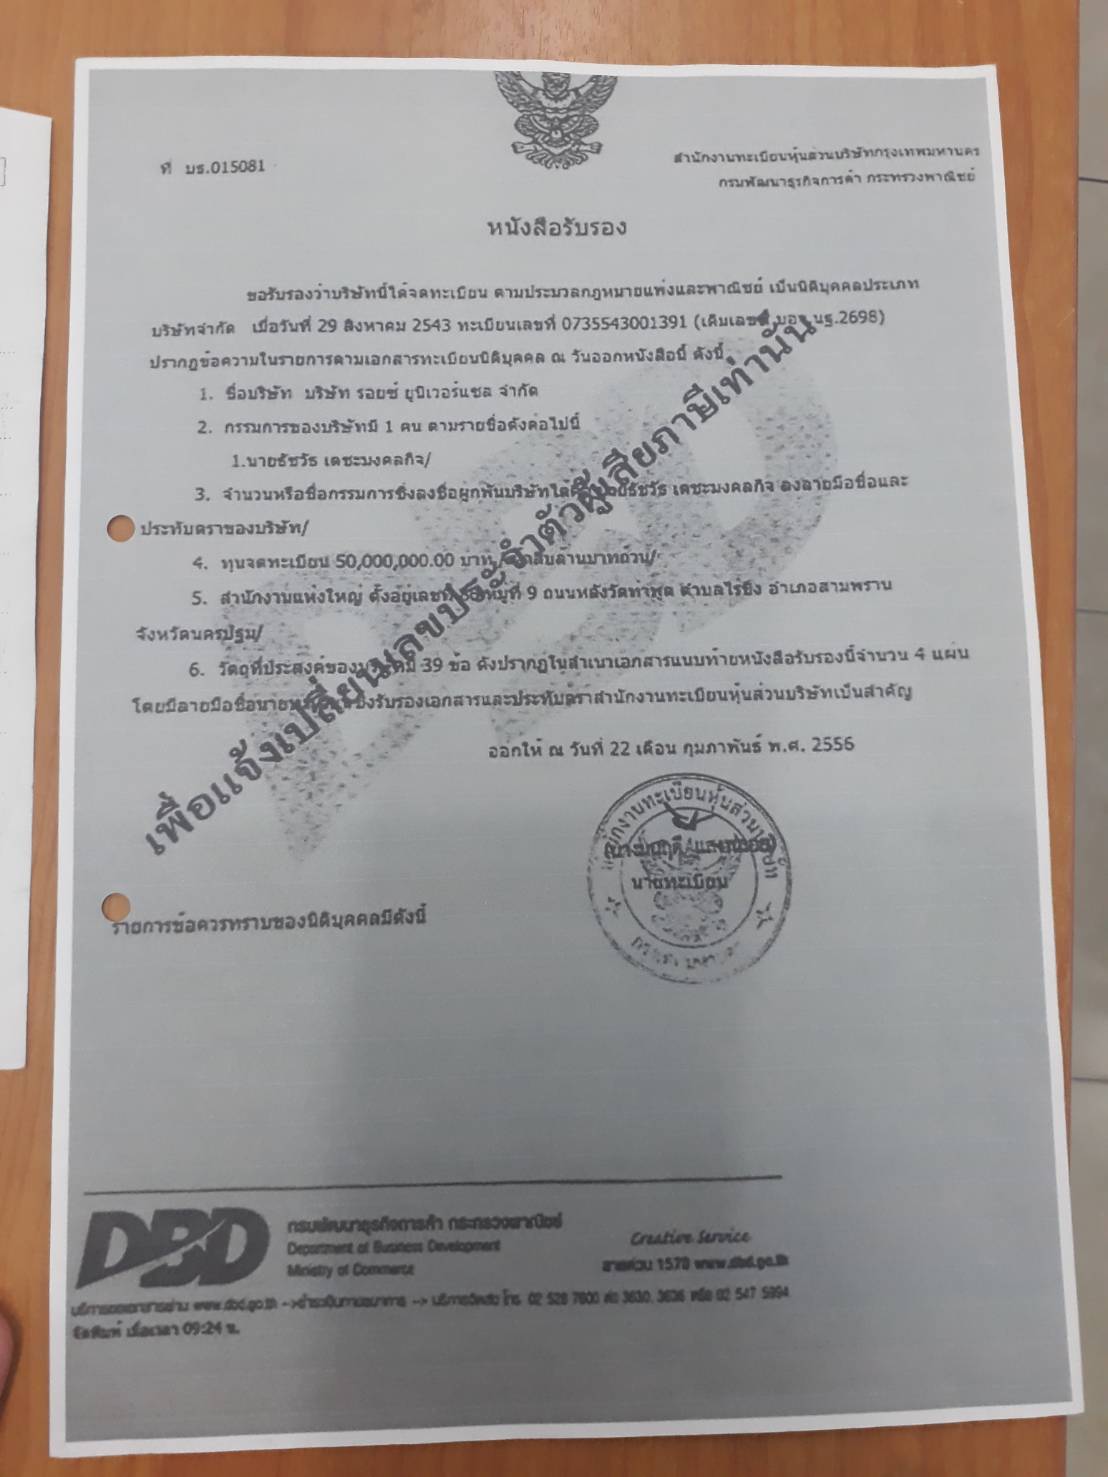 ที่ บธ.015081
สำนักงานทะเบียนหุ้นส่วนบริษัทกรุงเทพมหานคร
กรมพัฒนาธุรกิจการค้า กระทรวงพาณิชย์
หนังสือรับรอง
ขอรับรองว่าบริษัทนี้ได้จดทะเบียน ตามประมวลกฎหมายแพ่งและพาณิชย์ เป็นนิติบุคคลประเภท
บริษัทจำกัด เมื่อวันที่ 29 สิงหาคม 2543 ทะเบียนเลขที่ 0735543001391 (เดิมเลขที่ นฐ.2698)
ปรากฏข้อความในรายการตามเอกสารทะเบียนนิติบุคคล ณ วันออกหนังสือนี้ ดังนี้
1. ชื่อบริษัท บริษัท รอยซ์ ยูนิเวอร์แซล จำกัด
2. กรรมการของบริษัทมี 1 คน ตามรายชื่อดังต่อไปนี้
1.นายธัชวัธ เตชะมงคลกิจ/
3. จำนวนหรือชื่อกรรมการซึ่งลงชื่อผูกพันบริษัทได้คือ นายธัชวัธ เตชะมงคลกิจ ลงลายมือชื่อและ
ประทับตราของบริษัท/
4. ทุนจดทะเบียน 50,000,000.00 บาท / ห้าสิบล้านบาทถ้วน/
5. สำนักงานแห่งใหญ่ ตั้งอยู่เลขที่ หมู่ที่ 9 ถนนหลังวัดท่าพูด ตำบลไร่ขิง อำเภอสามพราน
จังหวัดนครปฐม/
6. วัตถุที่ประสงค์ของบริษัทมี 39 ข้อ ดังปรากฏในสำเนาเอกสารแนบท้ายหนังสือรับรองนี้จำนวน 4 แผ่น
โดยมีลายมือชื่อนายทะเบียนซึ่งรับรองเอกสารและประทับตราสำนักงานทะเบียนหุ้นส่วนบริษัทเป็นสำคัญ
ออกให้ ณ วันที่ 22 เดือน กุมภาพันธ์ พ.ศ. 2556
เพื่อแจ้งเปลี่ยนเลขประจำตัวผู้เสียภาษีเท่านั้น
สำนักงานทะเบียนหุ้นส่วนบริษัท
นายทะเบียน
รายการข้อควรทราบของนิติบุคคลมีดังนี้
DBD
กรมพัฒนาธุรกิจการค้า กระทรวงพาณิชย์
Department of Business Development
Ministry of Commerce
Creative Service
สายด่วน 1570 www.dbd.go.th
บริการขอเอกสารผ่าน www.dbd.go.th -->ชำระเงินทางธนาคาร --> บริการจัดส่ง โทร. 02 528 7600 ต่อ 3630, 3636 หรือ 02 547 5994
จัดพิมพ์ เมื่อเวลา 09:24 น.